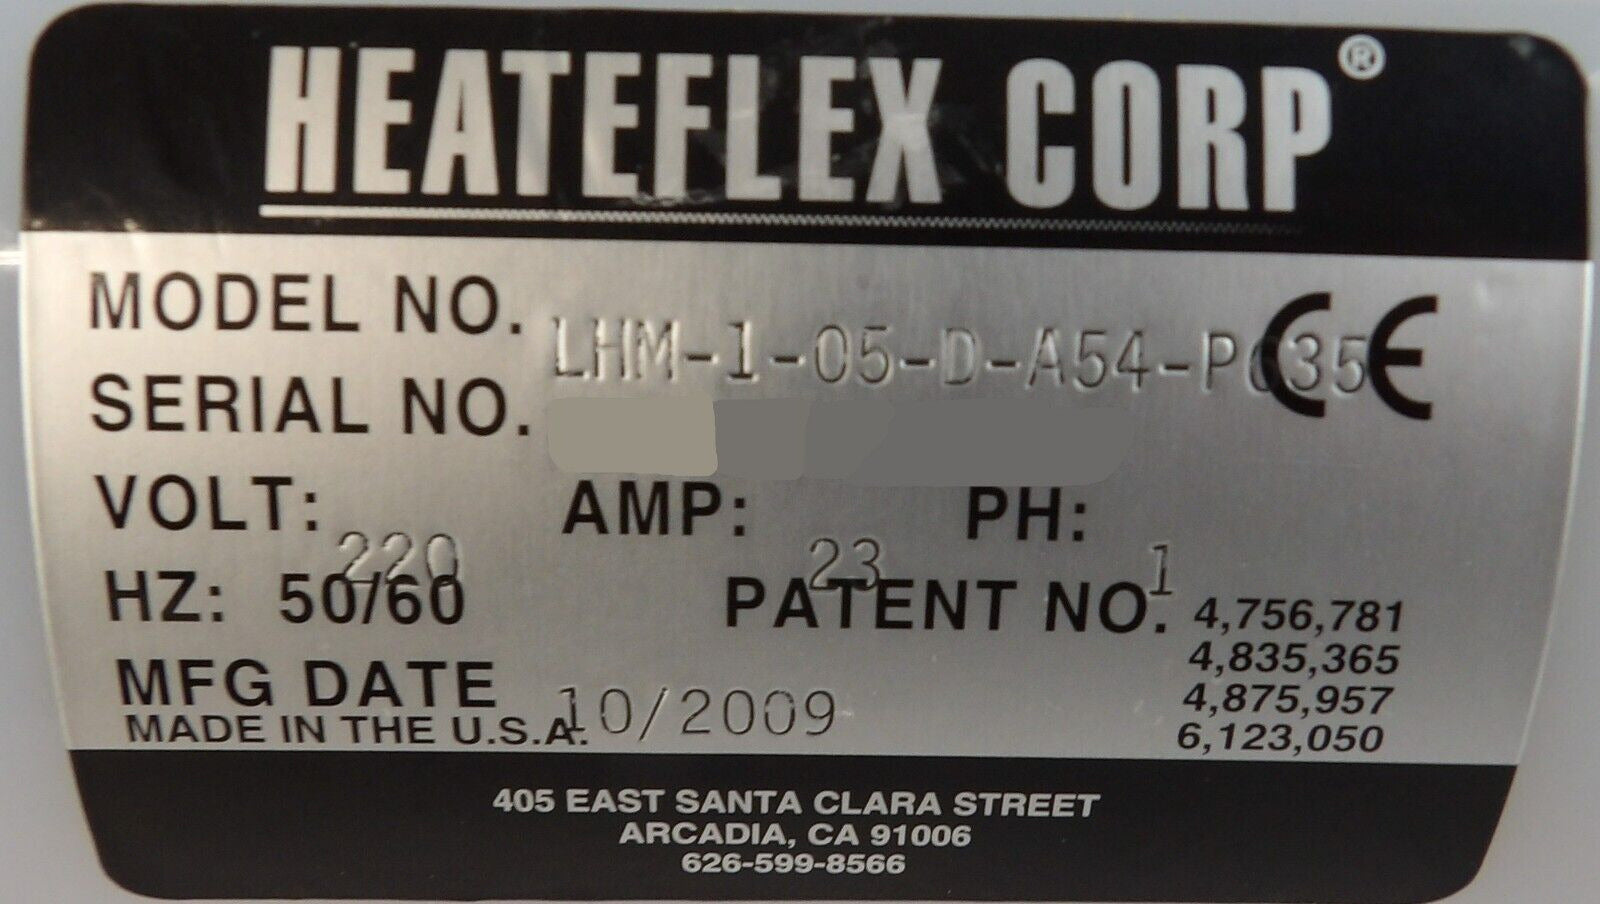 HEATEFLEX CORP®
MODEL NO. LHM-1-05-D-A54-P635 CE
SERIAL NO.
VOLT: 220 AMP: 23 PH: 1
HZ: 50/60 PATENT NO. 4,756,781
4,835,365
4,875,957
6,123,050
MFG DATE 10/2009
MADE IN THE U.S.A.
405 EAST SANTA CLARA STREET
ARCADIA, CA 91006
626-599-8566